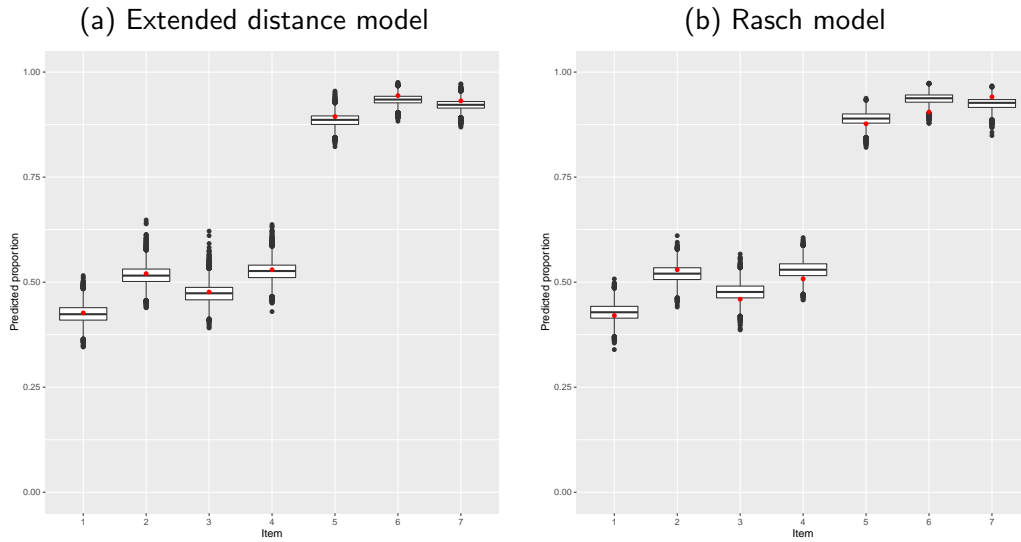 (a) Extended distance model
(b) Rasch model
1.00
0.75
0.50
0.25
0.00
Predicted proportion
1 2 3 4 5 6 7
Item
1.00
0.75
0.50
0.25
0.00
Predicted proportion
1 2 3 4 5 6 7
Item